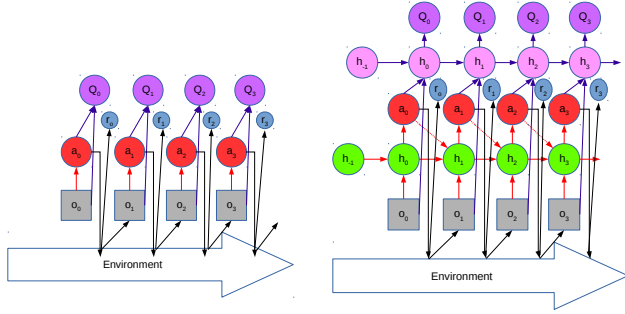 Q0 Q1 Q2 Q3
r0 r1 r2 r3
a0 a1 a2 a3
o0 o1 o2 o3
Environment
Q0 Q1 Q2 Q3
h-1 h0 h1 h2 h3
r0 r1 r2 r3
a0 a1 a2 a3
h-1 h0 h1 h2 h3
o0 o1 o2 o3
Environment